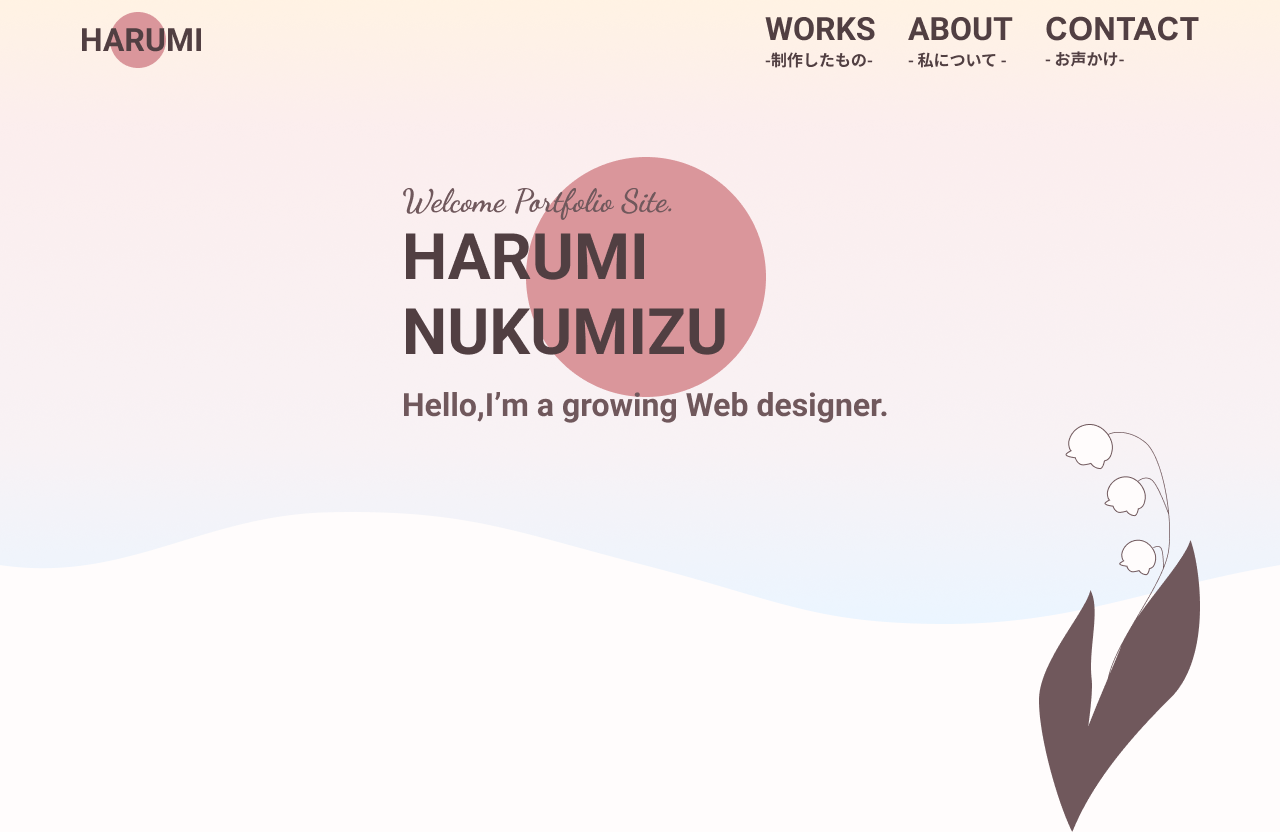 HARUMI
WORKS
-制作したもの-
ABOUT
- 私について -
CONTACT
- お声かけ-
Welcome Portfolio Site.
HARUMI
NUKUMIZU
Hello,I’m a growing Web designer.